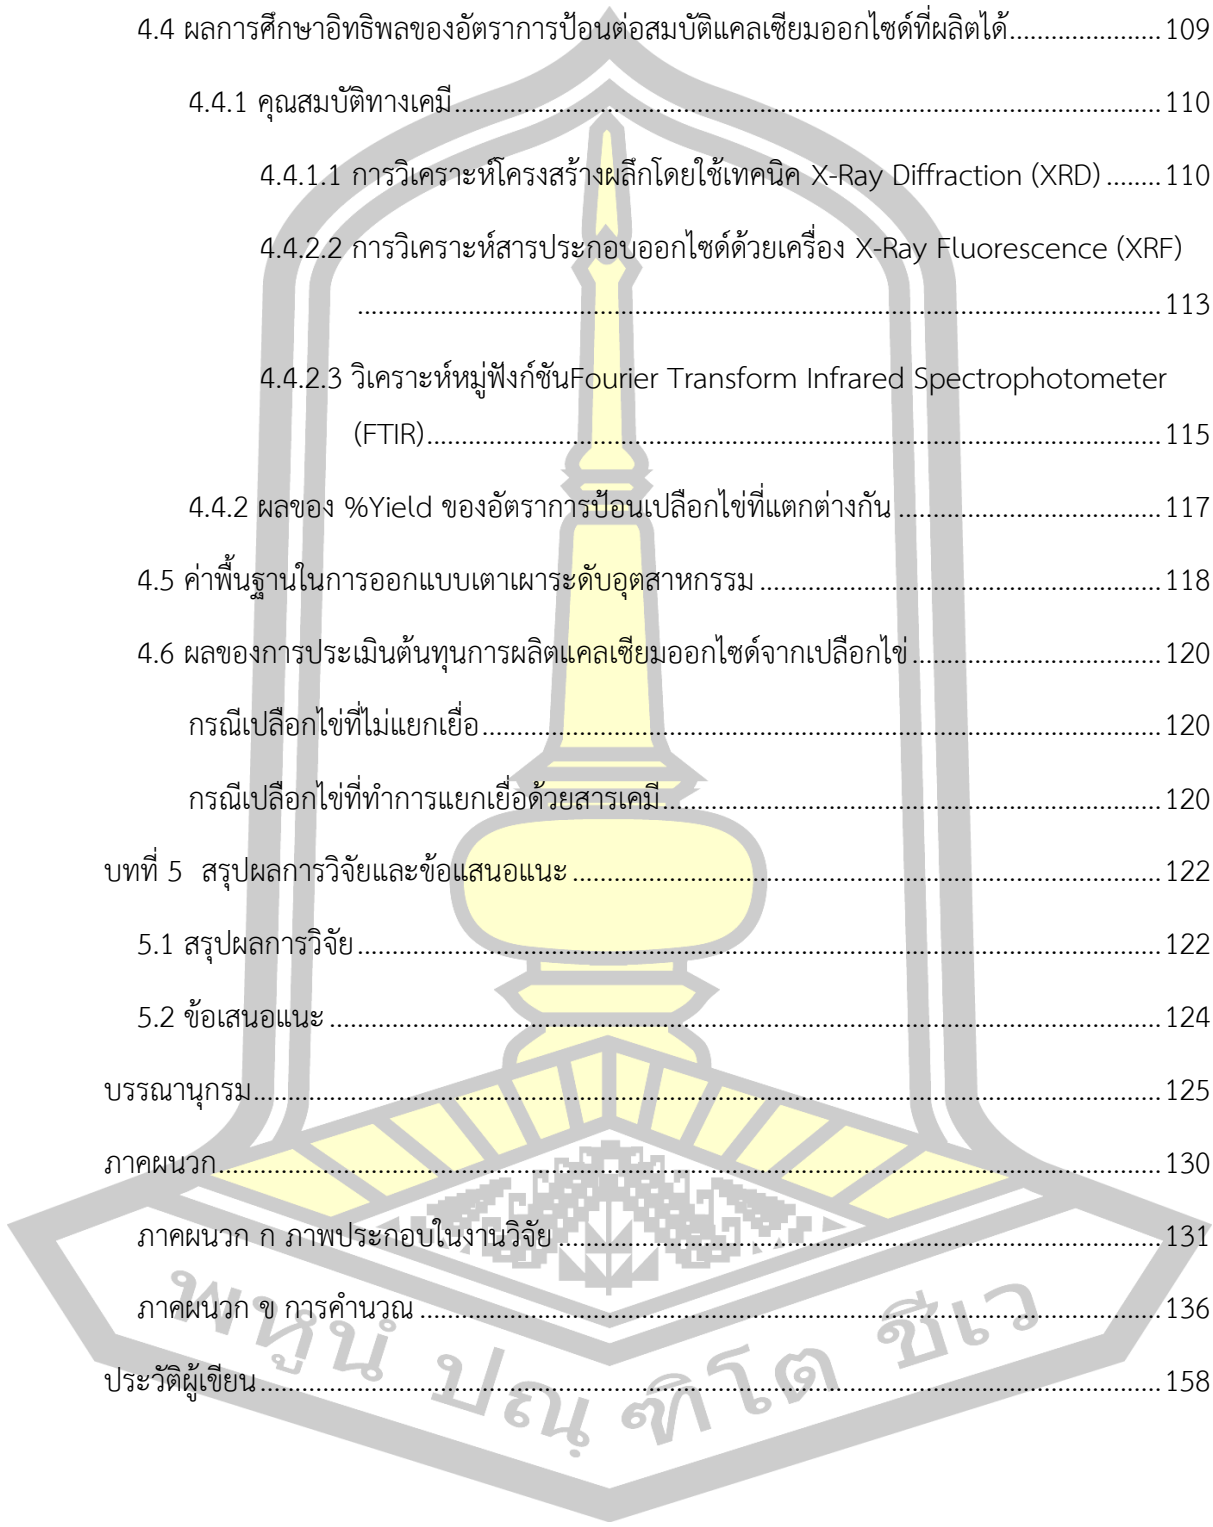 4.4 ผลการศึกษาอิทธิพลของอัตราการป้อนต่อสมบัติแคลเซียมออกไซด์ที่ผลิตได้...................... 109
4.4.1 คุณสมบัติทางเคมี....................................................................................................... 110
4.4.1.1 การวิเคราะห์โครงสร้างผลึกโดยใช้เทคนิค X-Ray Diffraction (XRD) ........ 110
4.4.2.2 การวิเคราะห์สารประกอบออกไซด์ด้วยเครื่อง X-Ray Fluorescence (XRF)
..................................................................................................................... 113
4.4.2.3 วิเคราะห์หมู่ฟังก์ชันFourier Transform Infrared Spectrophotometer
(FTIR)........................................................................................................... 115
4.4.2 ผลของ %Yield ของอัตราการป้อนเปลือกไข่ที่แตกต่างกัน ...................................... 117
4.5 ค่าพื้นฐานในการออกแบบเตาเผาระดับอุตสาหกรรม .......................................................... 118
4.6 ผลของการประเมินต้นทุนการผลิตแคลเซียมออกไซด์จากเปลือกไข่ .................................... 120
กรณีเปลือกไข่ที่ไม่แยกเยื่อ ................................................................................................... 120
กรณีเปลือกไข่ที่ทำการแยกเยื่อด้วยสารเคมี......................................................................... 120
บทที่ 5 สรุปผลการวิจัยและข้อแสนอแนะ ...................................................................................... 122
5.1 สรุปผลการวิจัย ..................................................................................................................... 122
5.2 ข้อเสนอแนะ ......................................................................................................................... 124
บรรณานุกรม..................................................................................................................................... 125
ภาคผนวก.......................................................................................................................................... 130
ภาคผนวก ก ภาพประกอบในงานวิจัย ........................................................................................ 131
ภาคผนวก ข การคำนวณ ............................................................................................................ 136
ประวัติผู้เขียน .................................................................................................................................... 158
พหูนํ ปณฺฑิโต ชีเว